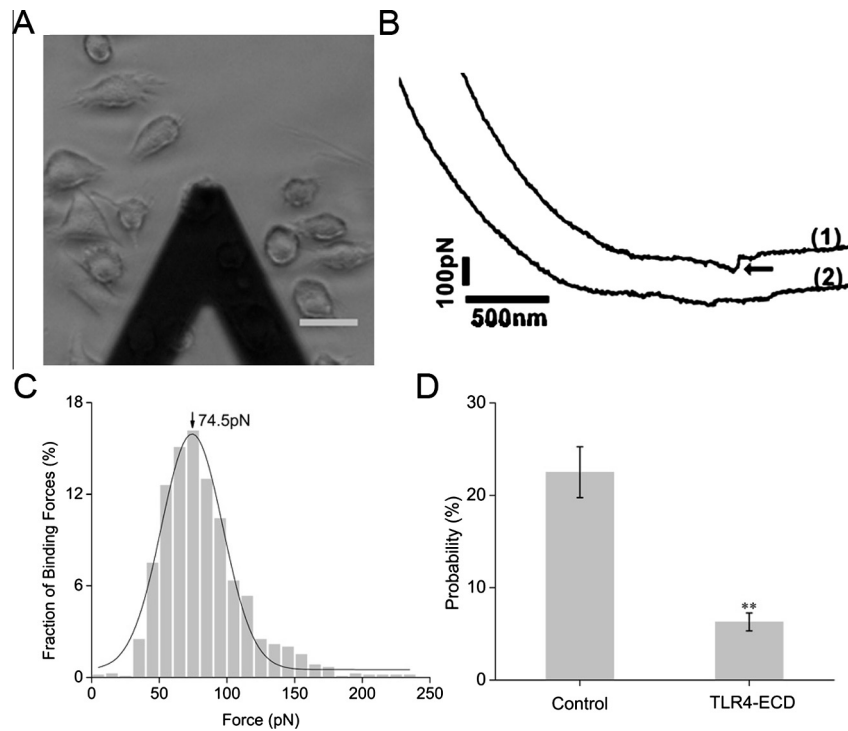 A
B
(1)
(2)
100pN
500nm
C
18
12
6
0
Fraction of Binding Forces (%)
74.5pN
0
50
100
150
200
250
Force (pN)
D
30
20
10
0
Probability (%)
**
Control
TLR4-ECD